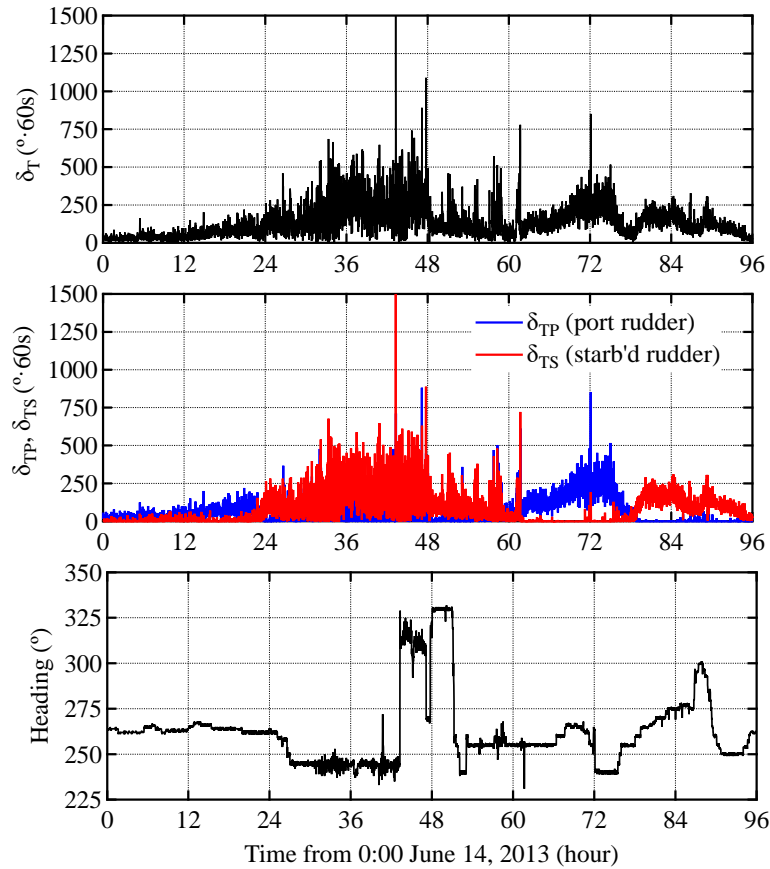 1500
1250
1000
750
500
250
0
δT (º·60s)
0 12 24 36 48 60 72 84 96
1500
1250
1000
750
500
250
0
δTP, δTS (º·60s)
δTP (port rudder)
δTS (starb'd rudder)
0 12 24 36 48 60 72 84 96
350
325
300
275
250
225
Heading (º)
0 12 24 36 48 60 72 84 96
Time from 0:00 June 14, 2013 (hour)